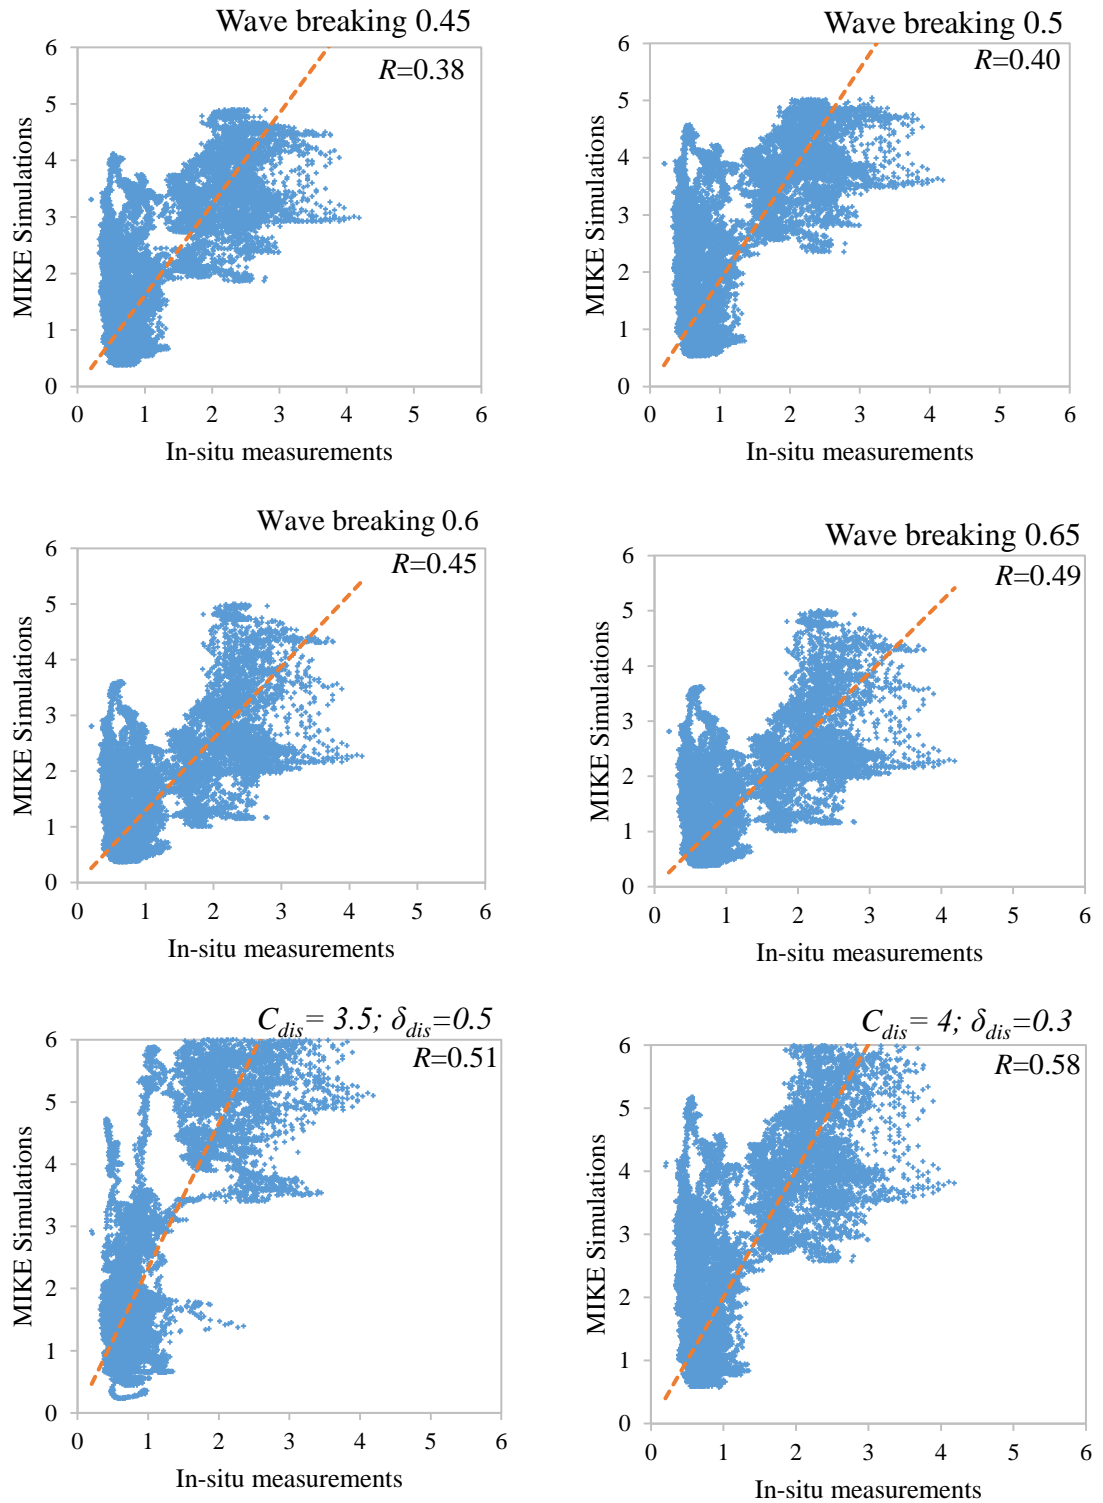 Wave breaking 0.45
R=0.38
6
5
4
3
2
1
0
MIKE Simulations
0 1 2 3 4 5 6
In-situ measurements
Wave breaking 0.5
R=0.40
6
5
4
3
2
1
0
MIKE Simulations
0 1 2 3 4 5 6
In-situ measurements
Wave breaking 0.6
R=0.45
6
5
4
3
2
1
0
MIKE Simulations
0 1 2 3 4 5 6
In-situ measurements
Wave breaking 0.65
R=0.49
6
5
4
3
2
1
0
MIKE Simulations
0 1 2 3 4 5 6
In-situ measurements
C_dis= 3.5; δ_dis=0.5
R=0.51
6
5
4
3
2
1
0
MIKE Simulations
0 1 2 3 4 5 6
In-situ measurements
C_dis= 4; δ_dis=0.3
R=0.58
6
5
4
3
2
1
0
MIKE Simulations
0 1 2 3 4 5 6
In-situ measurements